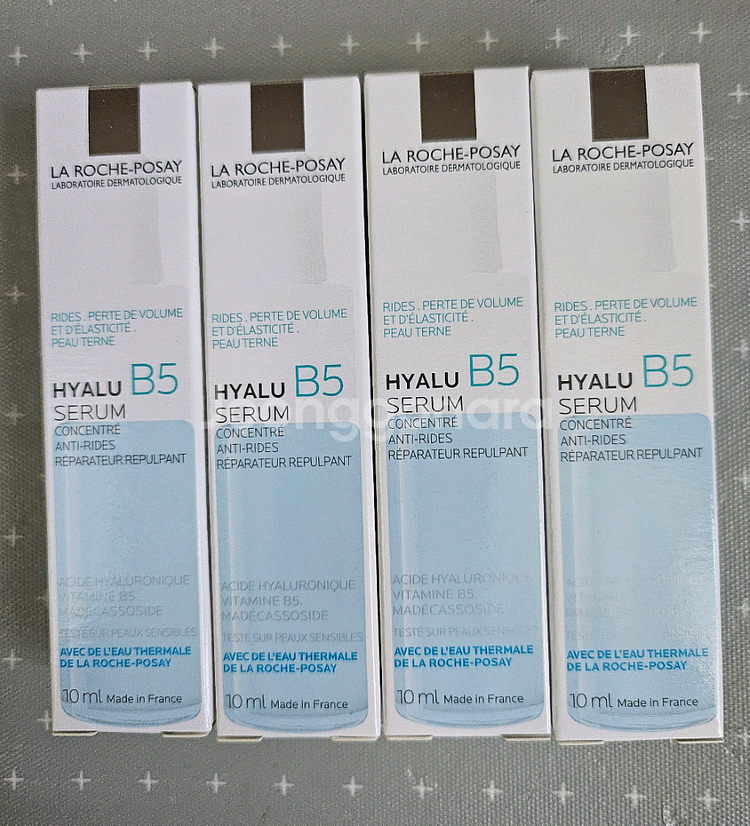 LA ROCHE-POSAY
LABORATOIRE DERMATOLOGIQUE
RIDES . PERTE DE VOLUME
ET D'ÉLASTICITÉ .
PEAU TERNE
HYALU B5
SERUM
CONCENTRÉ
ANTI-RIDES
RÉPARATEUR REPULPANT
ACIDE HYALURONIQUE
VITAMINE B5,
MADÉCASSOSIDE
TESTÉ SUR PEAUX SENSIBLES
AVEC DE L'EAU THERMALE
DE LA ROCHE-POSAY
10 ml Made in France
LA ROCHE-POSAY
LABORATOIRE DERMATOLOGIQUE
RIDES . PERTE DE VOLUME
ET D'ÉLASTICITÉ .
PEAU TERNE
HYALU B5
SERUM
CONCENTRÉ
ANTI-RIDES
RÉPARATEUR REPULPANT
ACIDE HYALURONIQUE
VITAMINE B5,
MADÉCASSOSIDE
TESTÉ SUR PEAUX SENSIBLES
AVEC DE L'EAU THERMALE
DE LA ROCHE-POSAY
10 ml Made in France
LA ROCHE-POSAY
LABORATOIRE DERMATOLOGIQUE
RIDES . PERTE DE VOLUME
ET D'ÉLASTICITÉ .
PEAU TERNE
HYALU B5
SERUM
CONCENTRÉ
ANTI-RIDES
RÉPARATEUR REPULPANT
ACIDE HYALURONIQUE
VITAMINE B5,
MADÉCASSOSIDE
TESTÉ SUR PEAUX SENSIBLES
AVEC DE L'EAU THERMALE
DE LA ROCHE-POSAY
10 ml Made in France
LA ROCHE-POSAY
LABORATOIRE DERMATOLOGIQUE
RIDES . PERTE DE VOLUME
ET D'ÉLASTICITÉ .
PEAU TERNE
HYALU B5
SERUM
CONCENTRÉ
ANTI-RIDES
RÉPARATEUR REPULPANT
AVEC DE L'EAU THERMALE
DE LA ROCHE-POSAY
10 ml Made in France